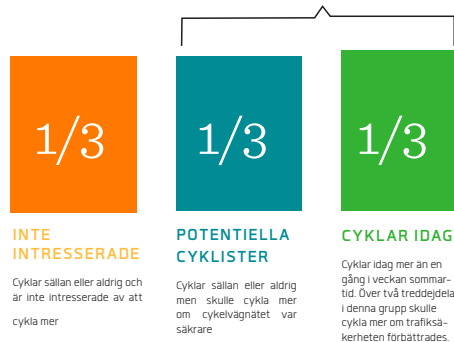 1/3
INTE
INTRESSERADE
Cyklar sällan eller aldrig och
är inte intresserade av att
cykla mer
1/3
POTENTIELLA
CYKLISTER
Cyklar sällan eller aldrig
men skulle cykla mer
om cykelvägnätet var
säkrare
1/3
CYKLAR IDAG
Cyklar idag mer än en
gång i veckan sommar-
tid. Över två treddejdela
i denna grupp skulle
cykla mer om trafiksä-
kerheten förbättrades.